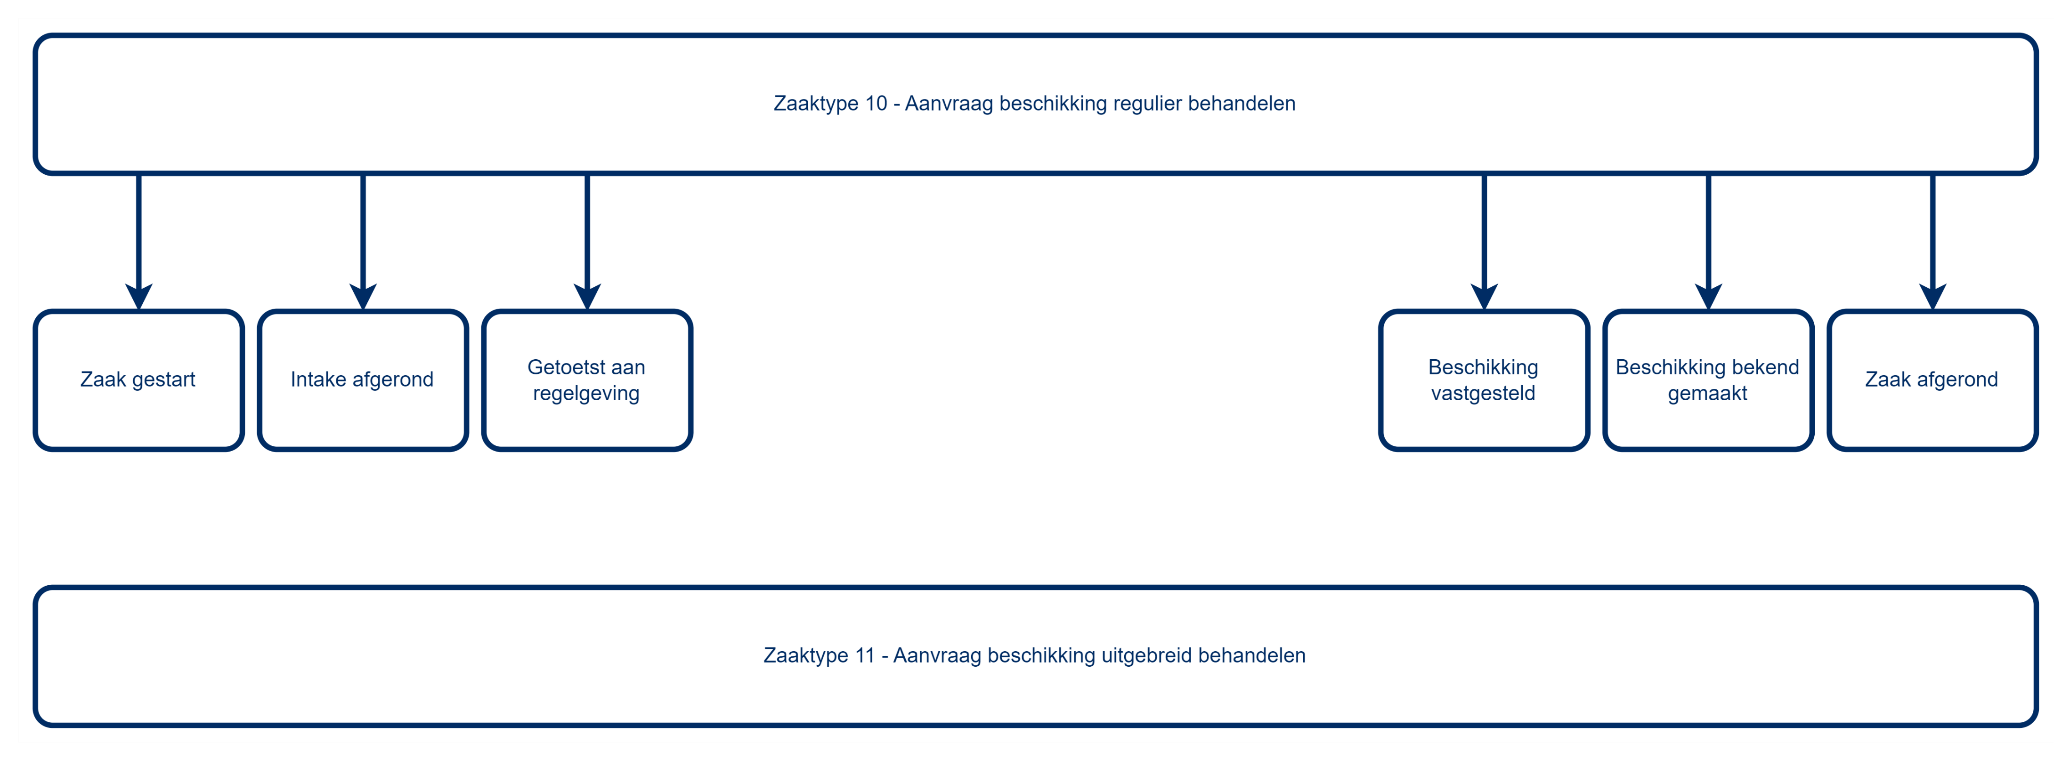 Zaaktype 10 - Aanvraag beschikking regulier behandelen
Zaak gestart
Intake afgerond
Getoetst aan
regelgeving
Beschikking
vastgesteld
Beschikking bekend
gemaakt
Zaak afgerond
Zaaktype 11 - Aanvraag beschikking uitgebreid behandelen